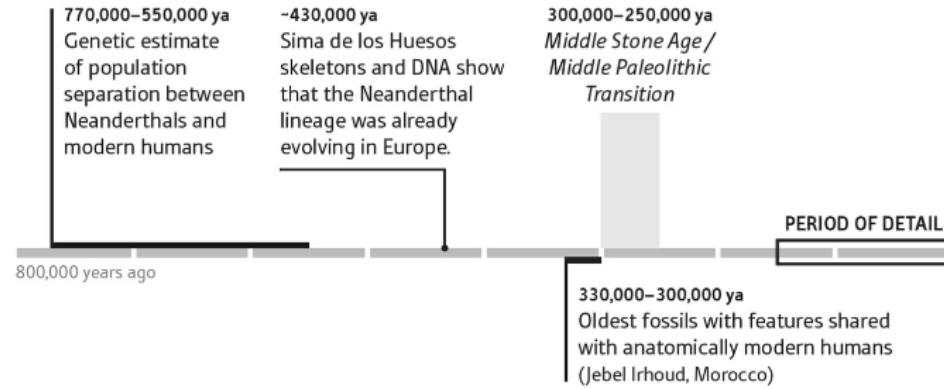 770,000–550,000 ya
Genetic estimate
of population
separation between
Neanderthals and
modern humans
~430,000 ya
Sima de los Huesos
skeletons and DNA show
that the Neanderthal
lineage was already
evolving in Europe.
300,000–250,000 ya
Middle Stone Age /
Middle Paleolithic
Transition
PERIOD OF DETAIL
800,000 years ago
330,000–300,000 ya
Oldest fossils with features shared
with anatomically modern humans
(Jebel Irhoud, Morocco)